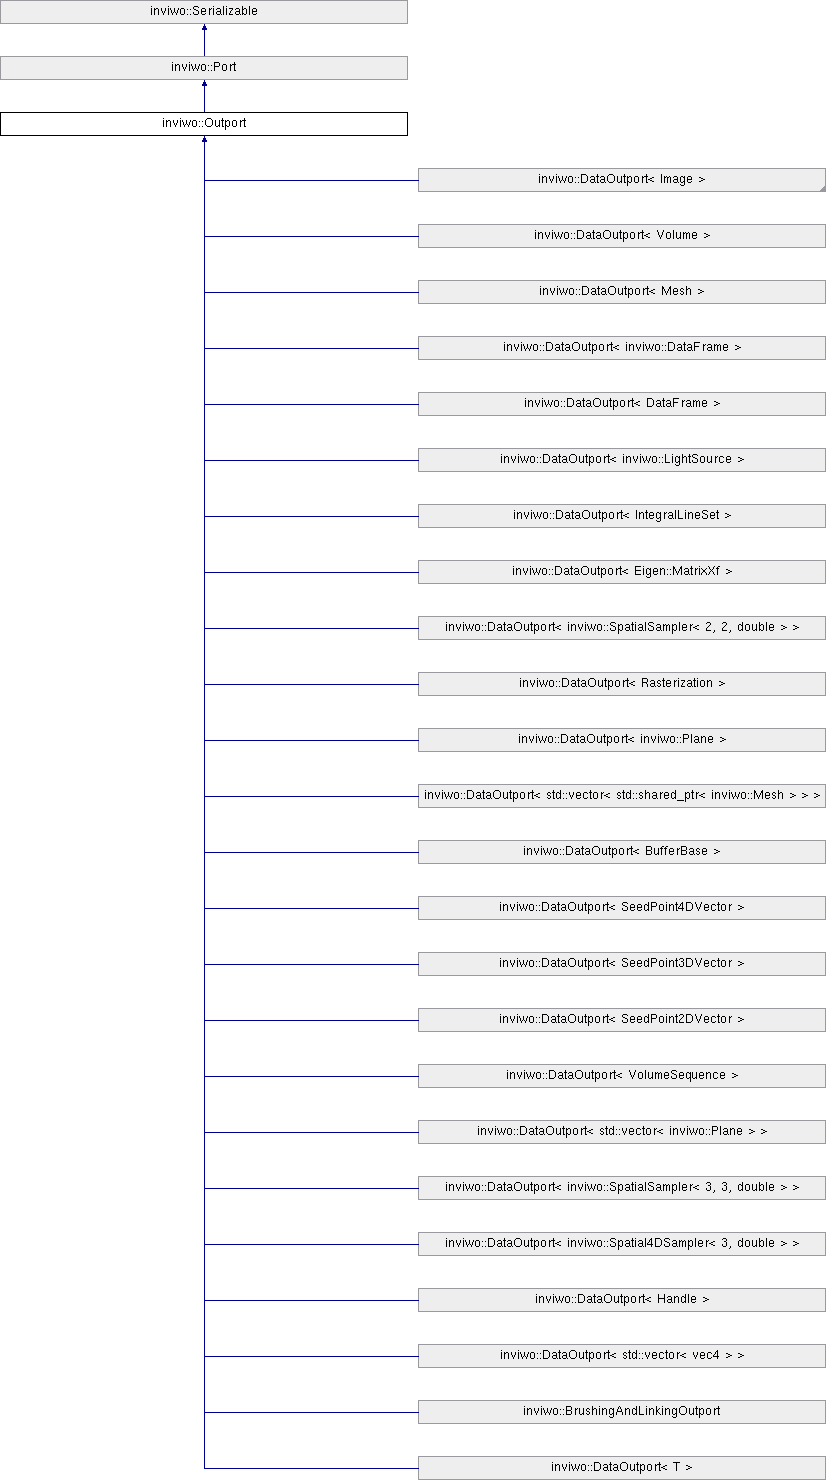 inviwo::Serializable
inviwo::Port
inviwo::Outport
inviwo::DataOutport< Image >
inviwo::DataOutport< Volume >
inviwo::DataOutport< Mesh >
inviwo::DataOutport< inviwo::DataFrame >
inviwo::DataOutport< DataFrame >
inviwo::DataOutport< inviwo::LightSource >
inviwo::DataOutport< IntegralLineSet >
inviwo::DataOutport< Eigen::MatrixXf >
inviwo::DataOutport< inviwo::SpatialSampler< 2, 2, double > >
inviwo::DataOutport< Rasterization >
inviwo::DataOutport< inviwo::Plane >
inviwo::DataOutport< std::vector< std::shared_ptr< inviwo::Mesh > > >
inviwo::DataOutport< BufferBase >
inviwo::DataOutport< SeedPoint4DVector >
inviwo::DataOutport< SeedPoint3DVector >
inviwo::DataOutport< SeedPoint2DVector >
inviwo::DataOutport< VolumeSequence >
inviwo::DataOutport< std::vector< inviwo::Plane > >
inviwo::DataOutport< inviwo::SpatialSampler< 3, 3, double > >
inviwo::DataOutport< inviwo::Spatial4DSampler< 3, double > >
inviwo::DataOutport< Handle >
inviwo::DataOutport< std::vector< vec4 > >
inviwo::BrushingAndLinkingOutport
inviwo::DataOutport< T >